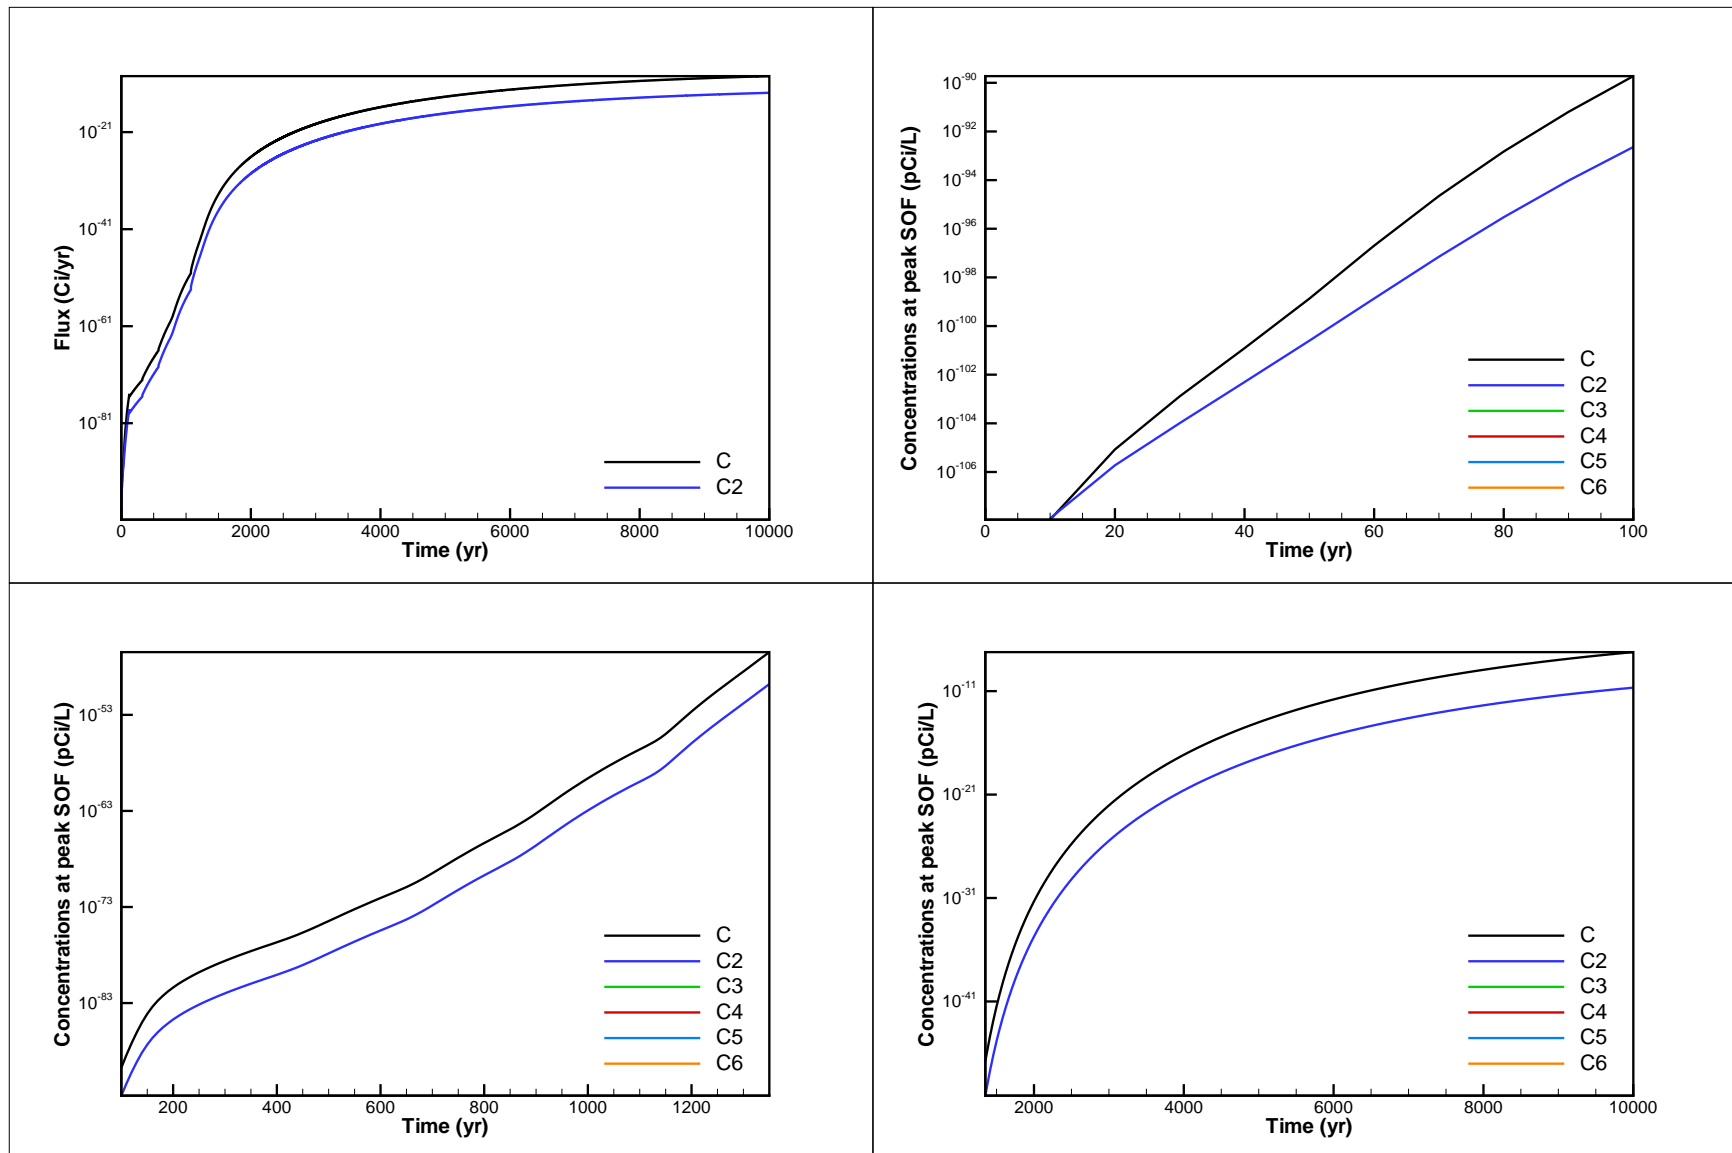 Flux (Ci/yr)
10^-21
10^-41
10^-61
10^-81
C
C2
0 2000 4000 6000 8000 10000
Time (yr)
Concentrations at peak SOF (pCi/L)
10^-90
10^-92
10^-94
10^-96
10^-98
10^-100
10^-102
10^-104
10^-106
C
C2
C3
C4
C5
C6
0 20 40 60 80 100
Time (yr)
Concentrations at peak SOF (pCi/L)
10^-53
10^-63
10^-73
10^-83
C
C2
C3
C4
C5
C6
200 400 600 800 1000 1200
Time (yr)
Concentrations at peak SOF (pCi/L)
10^-11
10^-21
10^-31
10^-41
C
C2
C3
C4
C5
C6
2000 4000 6000 8000 10000
Time (yr)